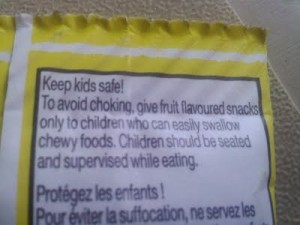 Keep kids safe!
To avoid choking, give fruit flavoured snacks
only to children who can easily swallow
chewy foods. Children should be seated
and supervised while eating.
Protégez les enfants !
Pour éviter la suffocation, ne servez les